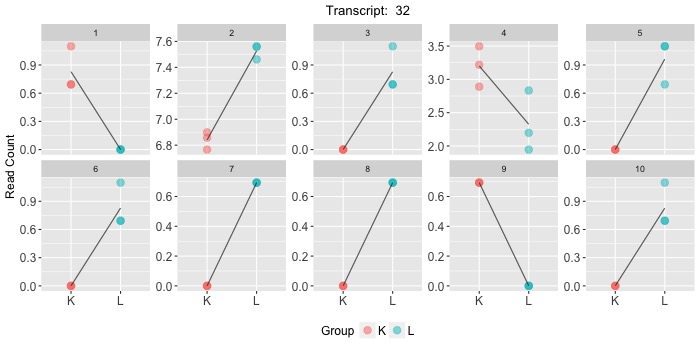 Transcript: 32
1 2 3 4 5
0.9 0.6 0.3 0.0
7.6 7.4 7.2 7.0 6.8
0.9 0.6 0.3 0.0
3.5 3.0 2.5 2.0
0.9 0.6 0.3 0.0
Read Count
6 7 8 9 10
0.9 0.6 0.3 0.0
0.6 0.4 0.2 0.0
0.6 0.4 0.2 0.0
0.6 0.4 0.2 0.0
0.9 0.6 0.3 0.0
K L K L K L K L K L
Group K L